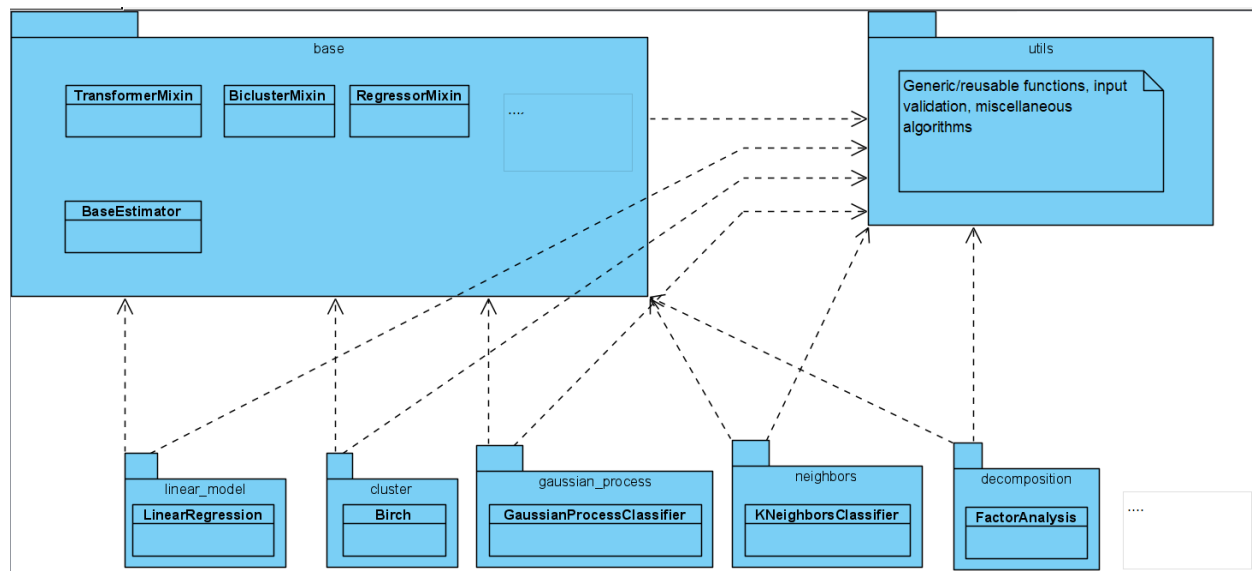 base
utils
TransformerMixin
BiclusterMixin
RegressorMixin
....
Generic/reusable functions, input
validation, miscellaneous
algorithms
BaseEstimator
linear_model
LinearRegression
cluster
Birch
gaussian_process
GaussianProcessClassifier
neighbors
KNeighborsClassifier
decomposition
FactorAnalysis
....